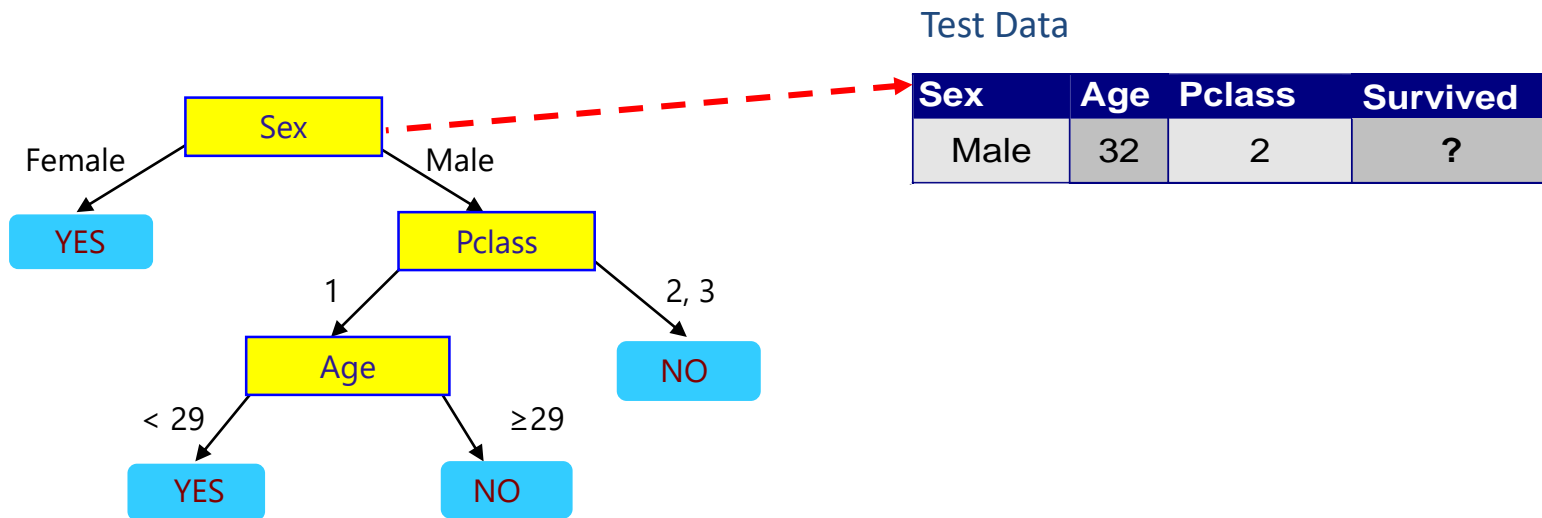 Test Data
Sex Age Pclass Survived
Male 32 2 ?
Sex
Female Male
YES Pclass
1 2, 3
Age NO
< 29 ≥29
YES NO